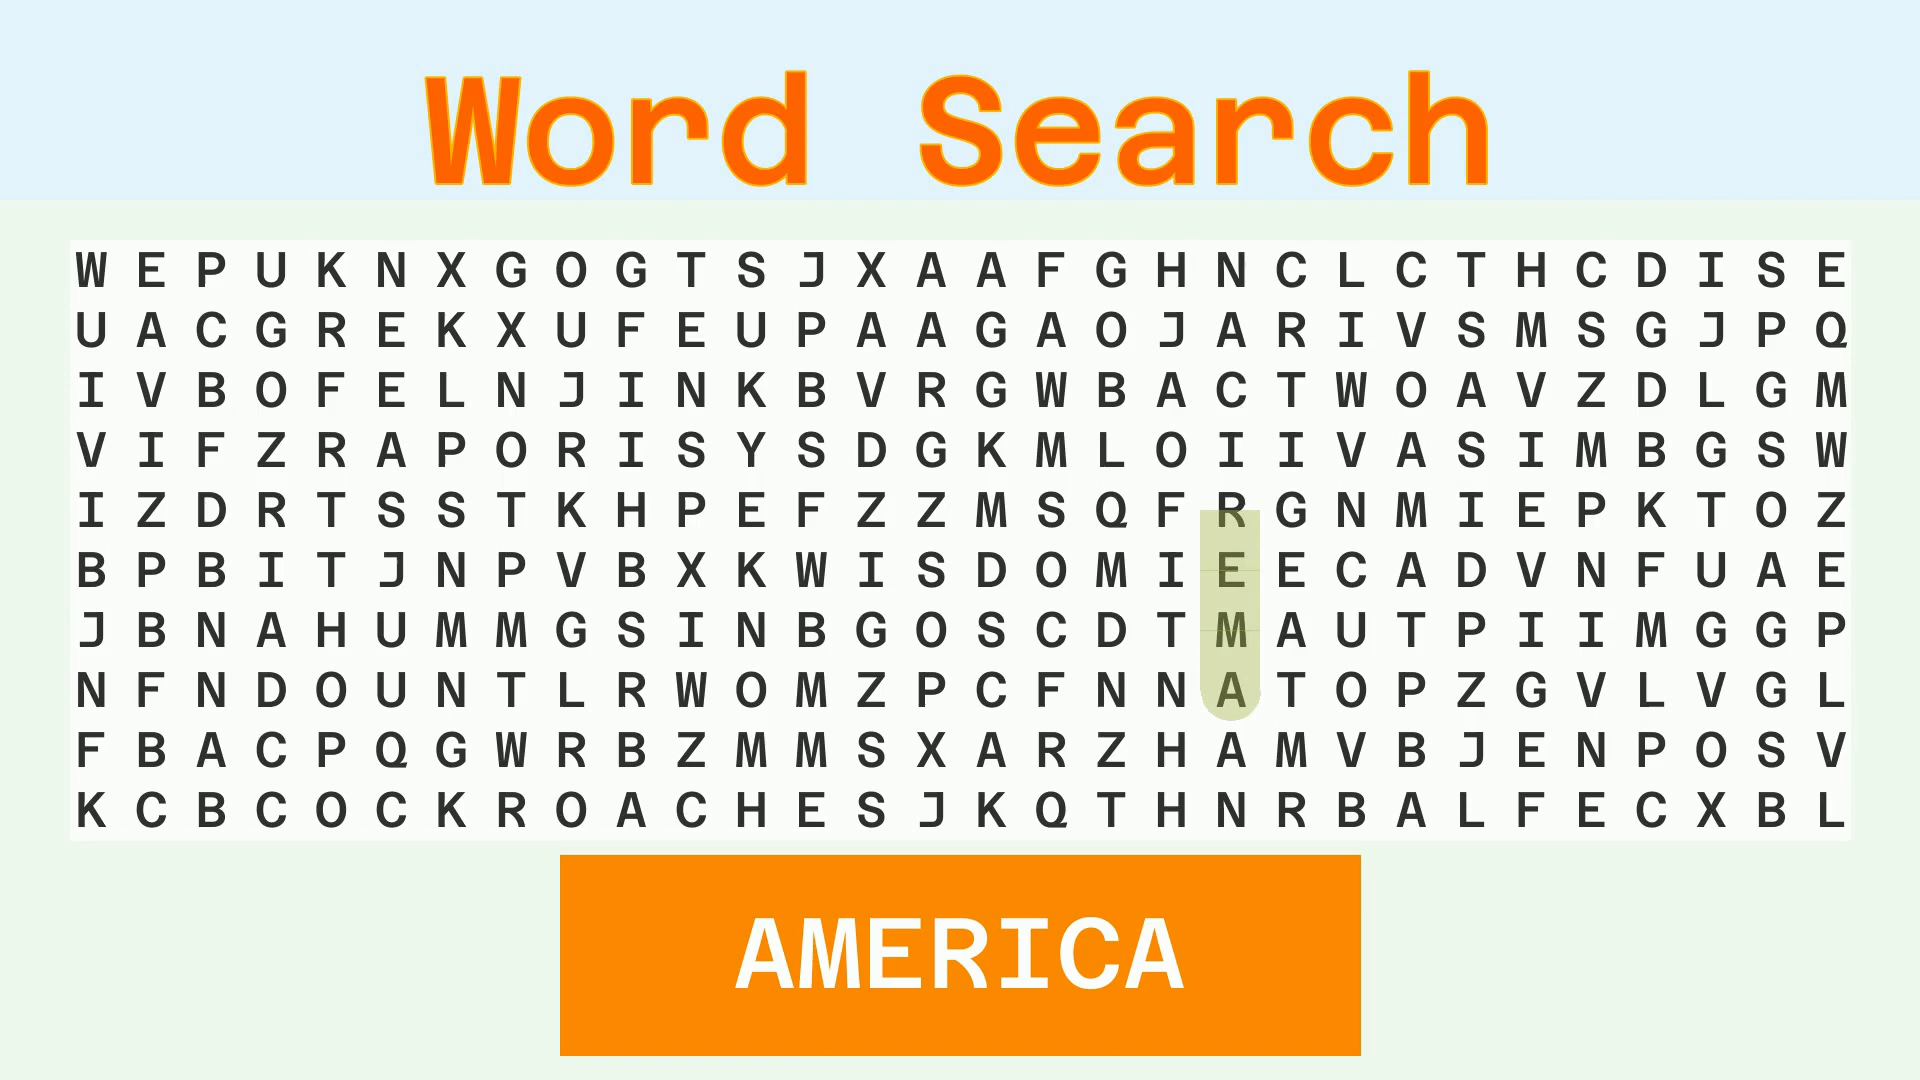 Word Search
W E P U K N X G O G T S J X A A F G H N C L C T H C D I S E
U A C G R E K X U F E U P A A G A O J A R I V S M S G J P Q
I V B O F E L N J I N K B V R G W B A C T W O A V Z D L G M
V I F Z R A P O R I S Y S D G K M L O I I V A S I M B G S W
I Z D R T S S T K H P E F Z Z M S Q F R G N M I E P K T O Z
B P B I T J N P V B X K W I S D O M I E E C A D V N F U A E
J B N A H U M M G S I N B G O S C D T M A U T P I I M G G P
N F N D O U N T L R W O M Z P C F N N A T O P Z G V L V G L
F B A C P Q G W R B Z M M S X A R Z H A M V B J E N P O S V
K C B C O C K R O A C H E S J K Q T H N R B A L F E C X B L
AMERICA